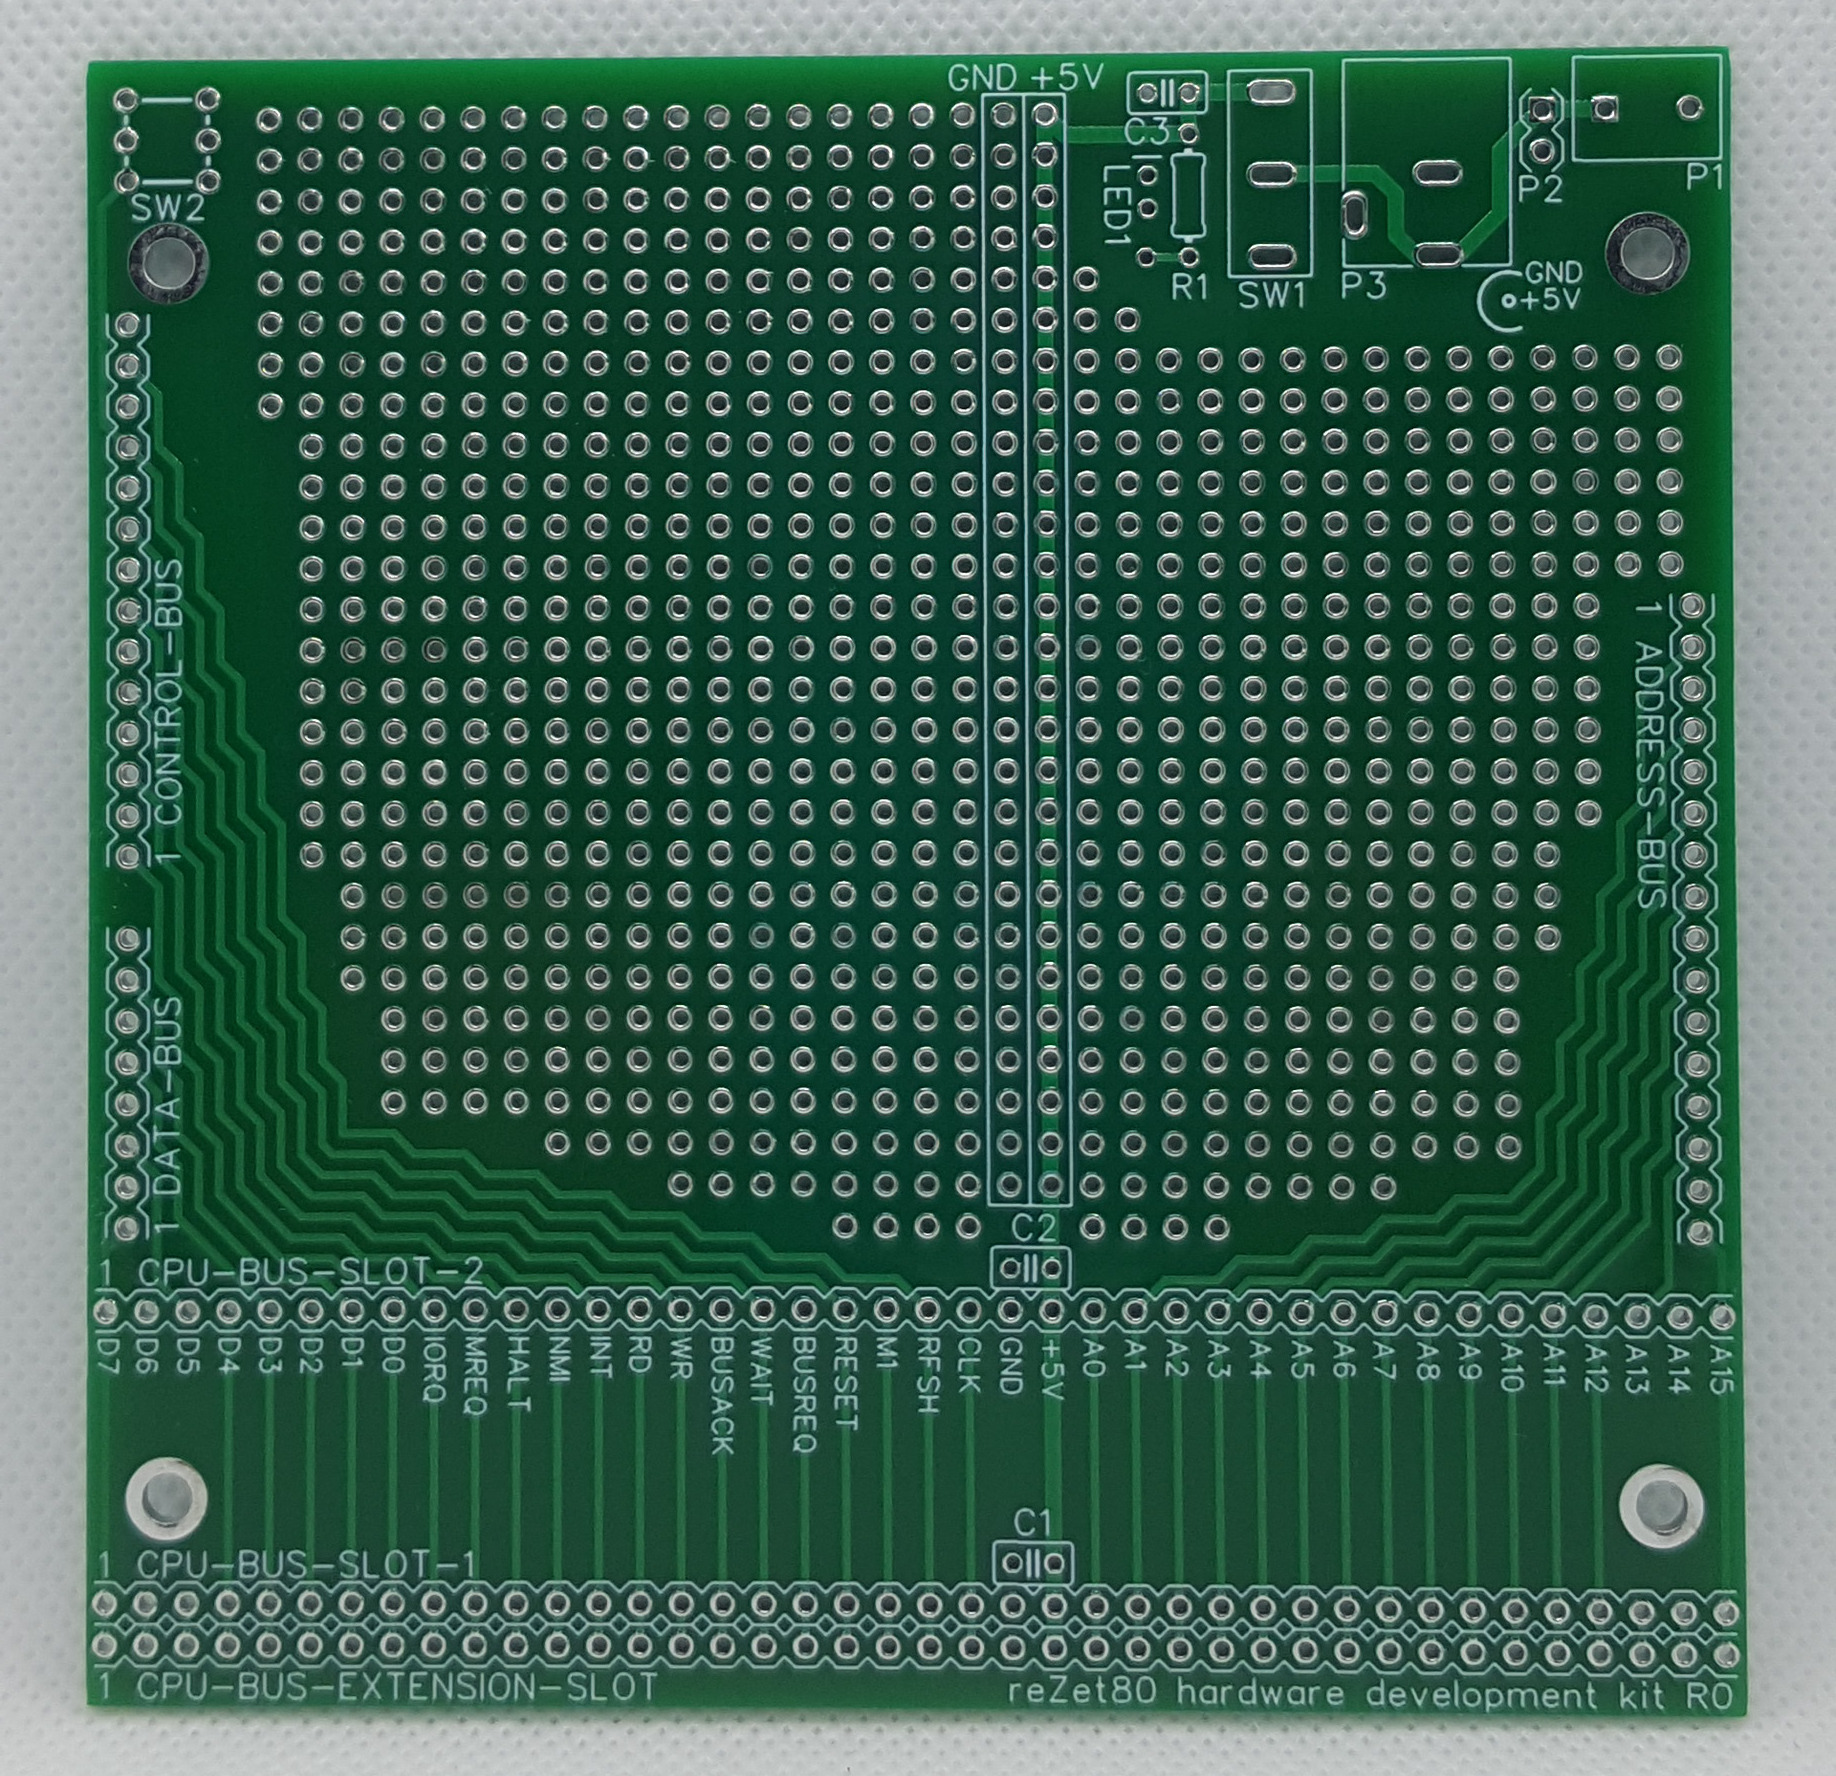 GND +5V
C3
LED1
R1
SW1
P3
P2
P1
GND
+5V
SW2
1 CONTROL-BUS
1 ADDRESS-BUS
1 DATA-BUS
C2
1 CPU-BUS-SLOT-2
D7
D6
D5
D4
D3
D2
D1
D0
IORQ
MREQ
HALT
NMI
INT
RD
WR
BUSACK
WAIT
BUSREQ
RESET
M1
RFSH
CLK
GND
+5V
A0
A1
A2
A3
A4
A5
A6
A7
A8
A9
A10
A11
A12
A13
A14
A15
C1
1 CPU-BUS-SLOT-1
1 CPU-BUS-EXTENSION-SLOT
reZet80 hardware development kit R0